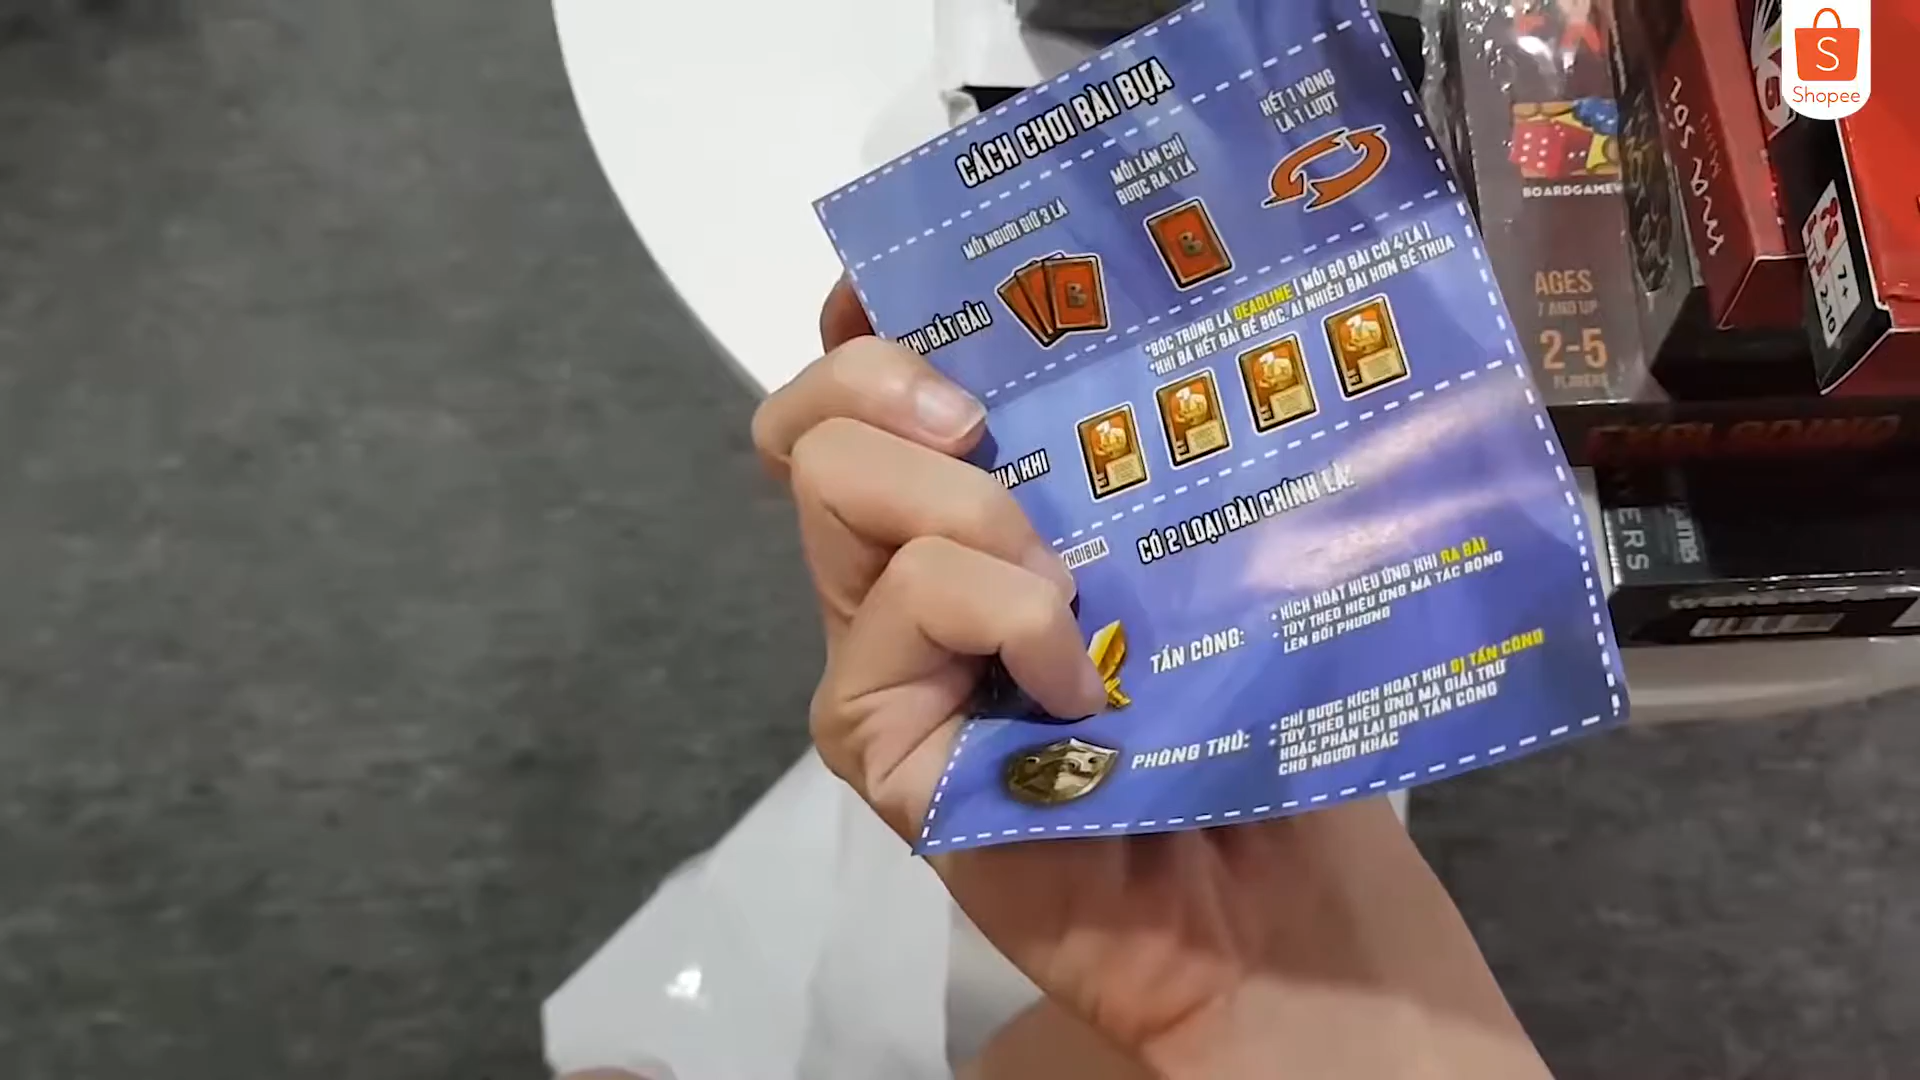 CÁCH CHƠI BÀI BỰA
MỖI NGƯỜI GIỮ 3 LÁ
MỖI LẦN CHỈ
ĐƯỢC RA 1 LÁ
HẾT 1 VÒNG
LÀ 1 LƯỢT
KHI BẮT ĐẦU
*BỐC TRÚNG LÁ DEADLINE ( MỖI BỘ BÀI CÓ 4 LÁ )
*KHI ĐÃ HẾT BÀI ĐỂ BỐC. AI NHIỀU BÀI HƠN SẼ THUA
KHI
CÓ 2 LOẠI BÀI CHÍNH LÀ:
TẤN CÔNG:
• KÍCH HOẠT HIỆU ỨNG KHI RA BÀI
• TÙY THEO HIỆU ỨNG MÀ TÁC ĐỘNG
LÊN ĐỐI PHƯƠNG
PHÒNG THỦ:
• CHỈ ĐƯỢC KÍCH HOẠT KHI BỊ TẤN CÔNG
• TÙY THEO HIỆU ỨNG MÀ GIẢI TRỪ
HOẶC PHẢN LẠI ĐÒN TẤN CÔNG
CHO NGƯỜI KHÁC
Shopee
BOARDGAME
AGES
7 AND UP
2-5
PLAYERS
7+
2-10
EXPLODING
ERS